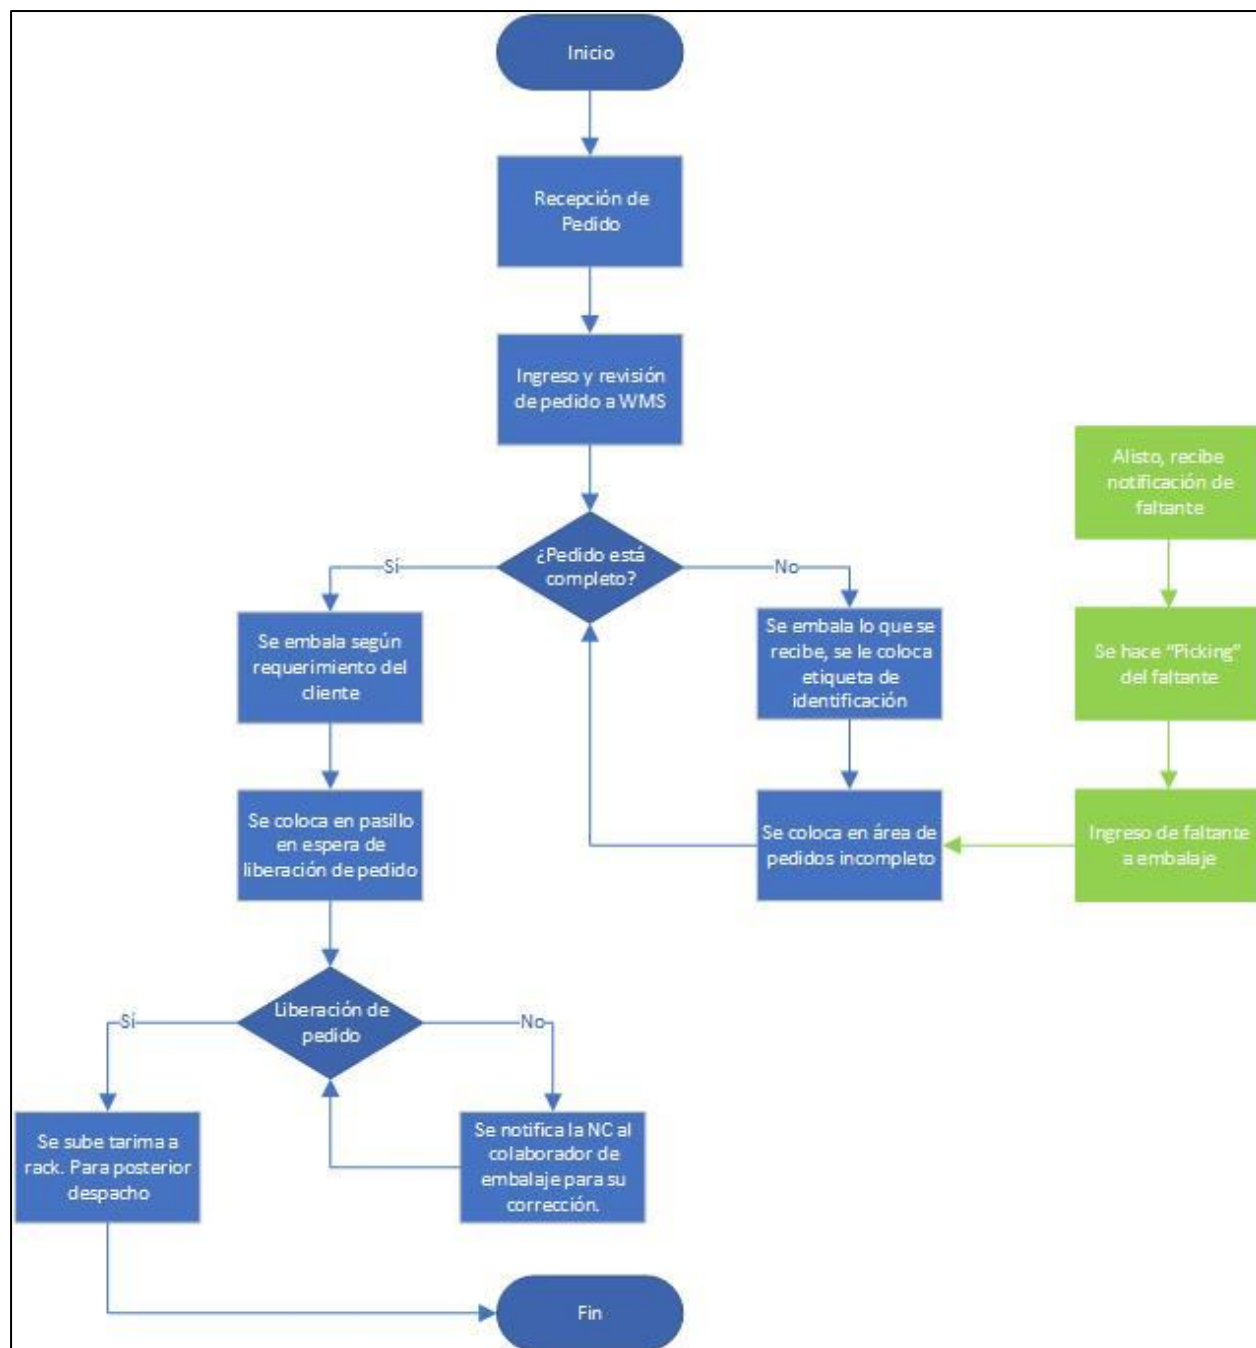 Inicio
Recepción de
Pedido
Ingreso y revisión
de pedido a WMS
¿Pedido está
completo?
Sí
No
Se embala según
requerimiento del
cliente
Se embala lo que se
recibe, se le coloca
etiqueta de
identificación
Alisto, recibe
notificación de
faltante
Se hace “Picking”
del faltante
Se coloca en pasillo
en espera de
liberación de pedido
Se coloca en área de
pedidos incompleto
Ingreso de faltante
a embalaje
Liberación de
pedido
Sí
No
Se sube tarima a
rack. Para posterior
despacho
Se notifica la NC al
colaborador de
embalaje para su
corrección.
Fin